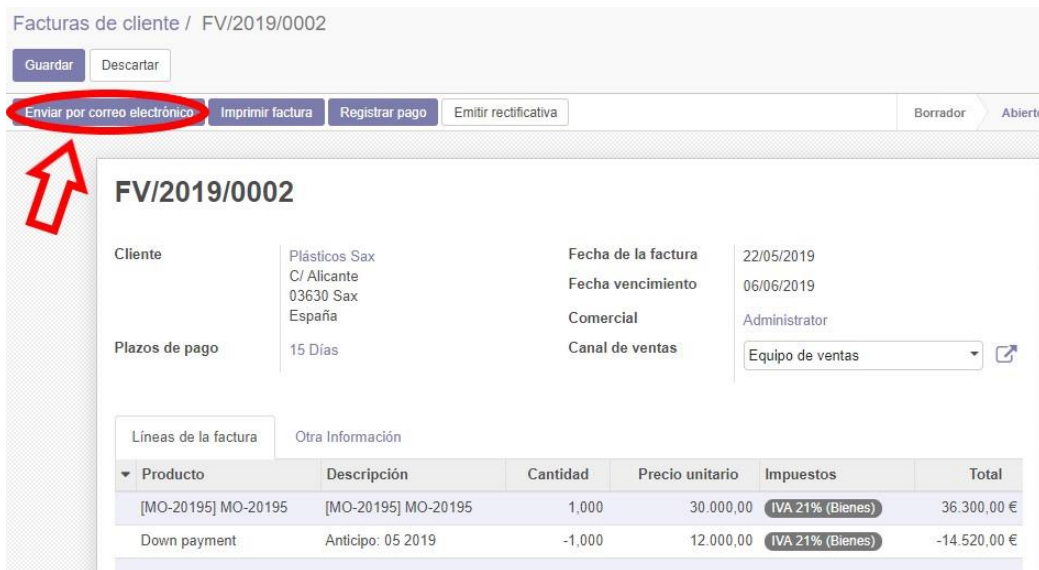 Facturas de cliente / FV/2019/0002
Guardar Descartar
Enviar por correo electrónico Imprimir factura Registrar pago Emitir rectificativa Borrador Abierto
FV/2019/0002
Cliente Plásticos Sax Fecha de la factura 22/05/2019
C/ Alicante
03630 Sax Fecha vencimiento 06/06/2019
España Comercial Administrator
Plazos de pago 15 Días Canal de ventas Equipo de ventas
Líneas de la factura Otra Información
Producto Descripción Cantidad Precio unitario Impuestos Total
[MO-20195] MO-20195 [MO-20195] MO-20195 1,000 30.000,00 IVA 21% (Bienes) 36.300,00 €
Down payment Anticipo: 05 2019 -1,000 12.000,00 IVA 21% (Bienes) -14.520,00 €